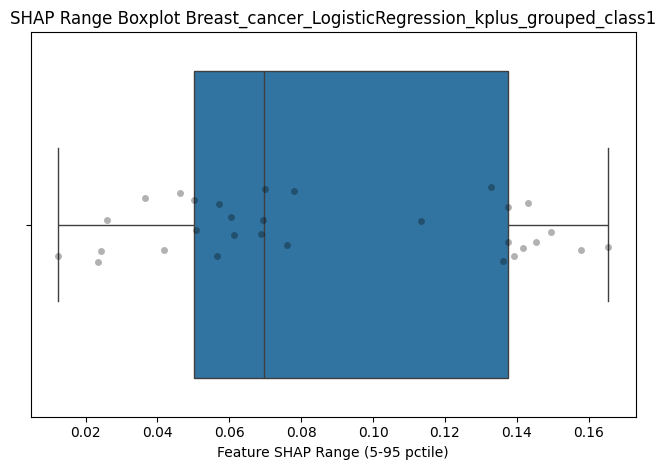 SHAP Range Boxplot Breast_cancer_LogisticRegression_kplus_grouped_class1
0.02 0.04 0.06 0.08 0.10 0.12 0.14 0.16
Feature SHAP Range (5-95 pctile)